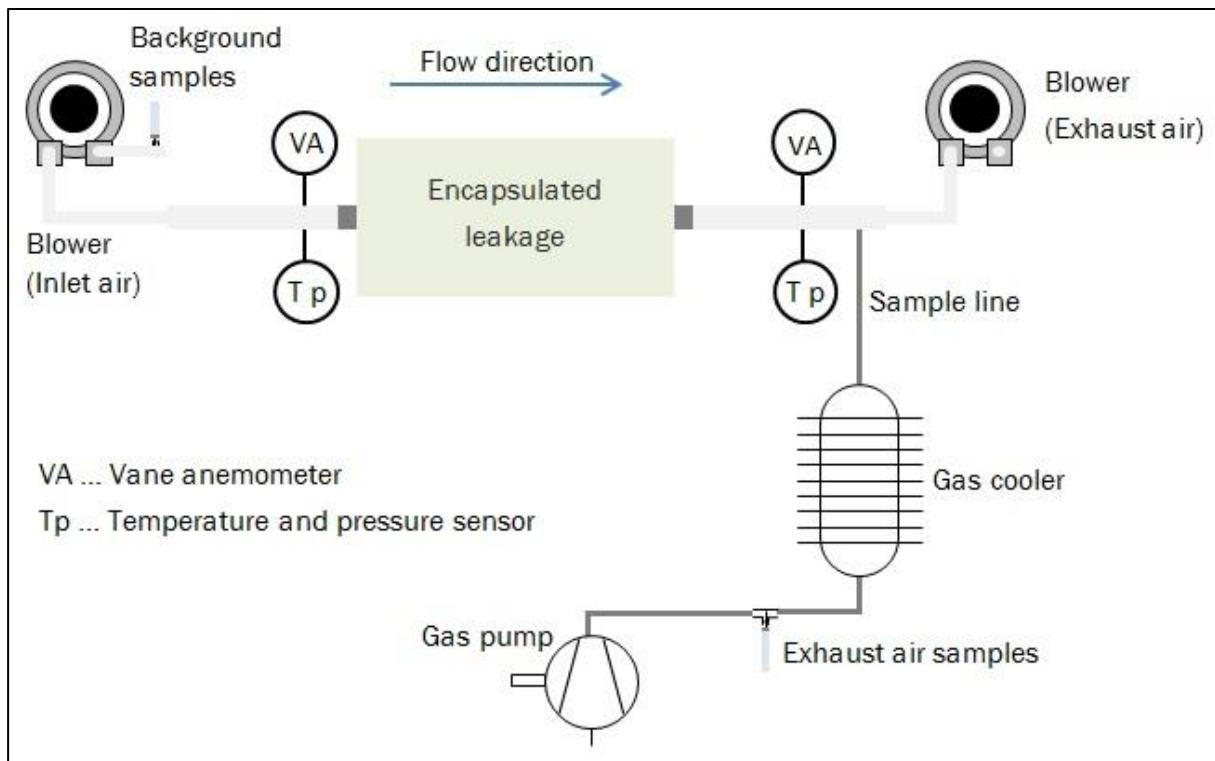 Background
samples
Flow direction
Blower
(Exhaust air)
VA
VA
Encapsulated
leakage
Blower
(Inlet air)
T p
T p
Sample line
VA ... Vane anemometer
Tp ... Temperature and pressure sensor
Gas cooler
Gas pump
Exhaust air samples